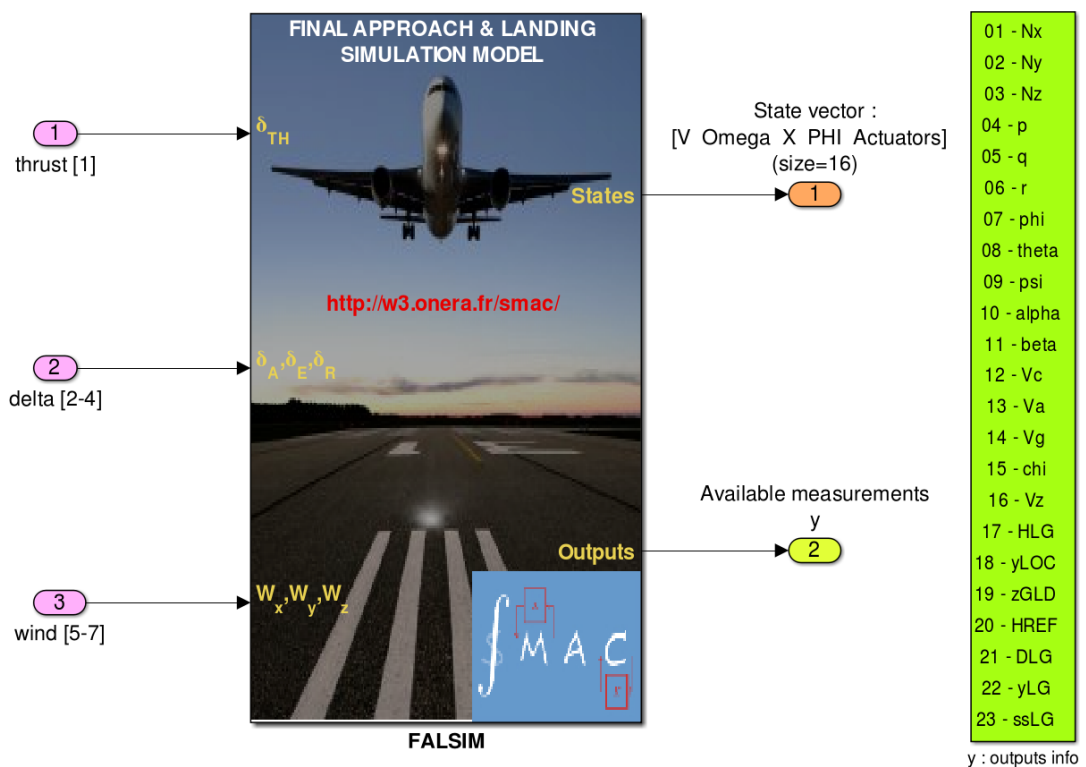 FINAL APPROACH & LANDING
SIMULATION MODEL
1
thrust [1]
δTH
2
delta [2-4]
δA,δE,δR
3
wind [5-7]
Wx,Wy,Wz
http://w3.onera.fr/smac/
States
Outputs
SMAC
x
r
FALSIM
State vector :
[V Omega X PHI Actuators]
(size=16)
1
Available measurements
y
2
01 - Nx
02 - Ny
03 - Nz
04 - p
05 - q
06 - r
07 - phi
08 - theta
09 - psi
10 - alpha
11 - beta
12 - Vc
13 - Va
14 - Vg
15 - chi
16 - Vz
17 - HLG
18 - yLOC
19 - zGLD
20 - HREF
21 - DLG
22 - yLG
23 - ssLG
y : outputs info